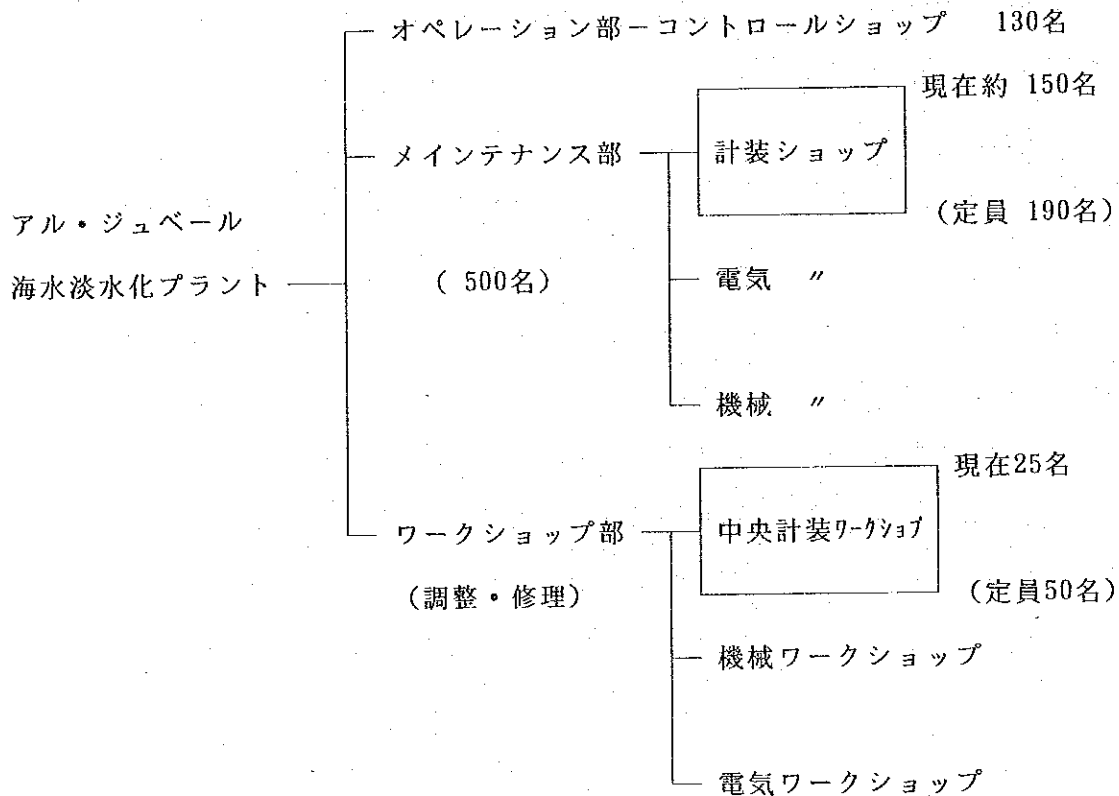 オペレーション部－コントロールショップ 130名
現在約 150名
メインテナンス部 計装ショップ
(定員 190名)
アル・ジュベール
海水淡水化プラント
( 500名)
電気 〃
機械 〃
現在25名
ワークショップ部 中央計装ワークショプ
(調整・修理)
(定員50名)
機械ワークショップ
電気ワークショップ